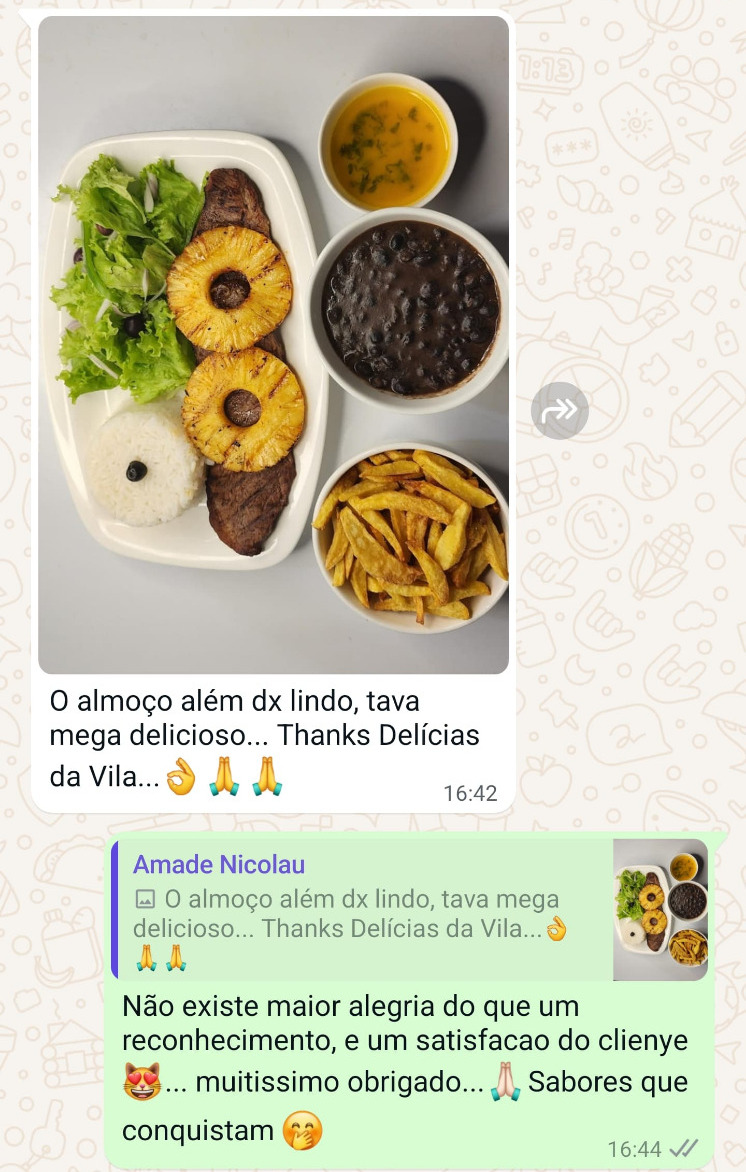 O almoço além dx lindo, tava
mega delicioso... Thanks Delícias
da Vila...👌🙏🙏
16:42
Amade Nicolau
O almoço além dx lindo, tava mega
delicioso... Thanks Delícias da Vila...👌
🙏🙏
Não existe maior alegria do que um
reconhecimento, e um satisfacao do clienye
😻... muitissimo obrigado...🙏🏻 Sabores que
conquistam 🤭
16:44